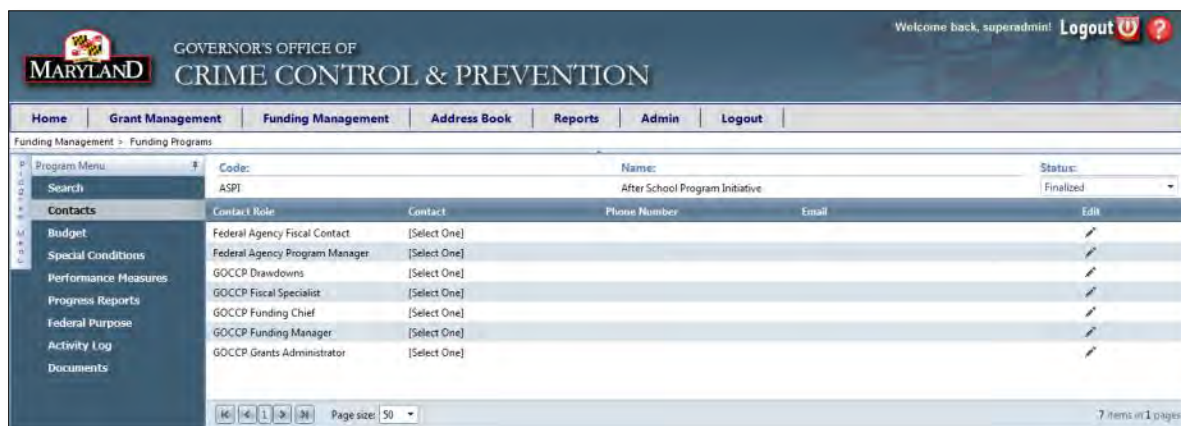 Welcome back, superadmin! Logout
MARYLAND
GOVERNOR'S OFFICE OF
CRIME CONTROL & PREVENTION
Home Grant Management Funding Management Address Book Reports Admin Logout
Funding Management > Funding Programs
Program Menu
Program Menu
Search
Contacts
Budget
Special Conditions
Performance Measures
Progress Reports
Federal Purpose
Activity Log
Documents
Code: Name: Status:
ASPI After School Program Initiative Finalized
Contact Role Contact Phone Number Email Edit
Federal Agency Fiscal Contact [Select One]
Federal Agency Program Manager [Select One]
GOCCP Drawdowns [Select One]
GOCCP Fiscal Specialist [Select One]
GOCCP Funding Chief [Select One]
GOCCP Funding Manager [Select One]
GOCCP Grants Administrator [Select One]
1 Page size: 50 7 items in 1 pages